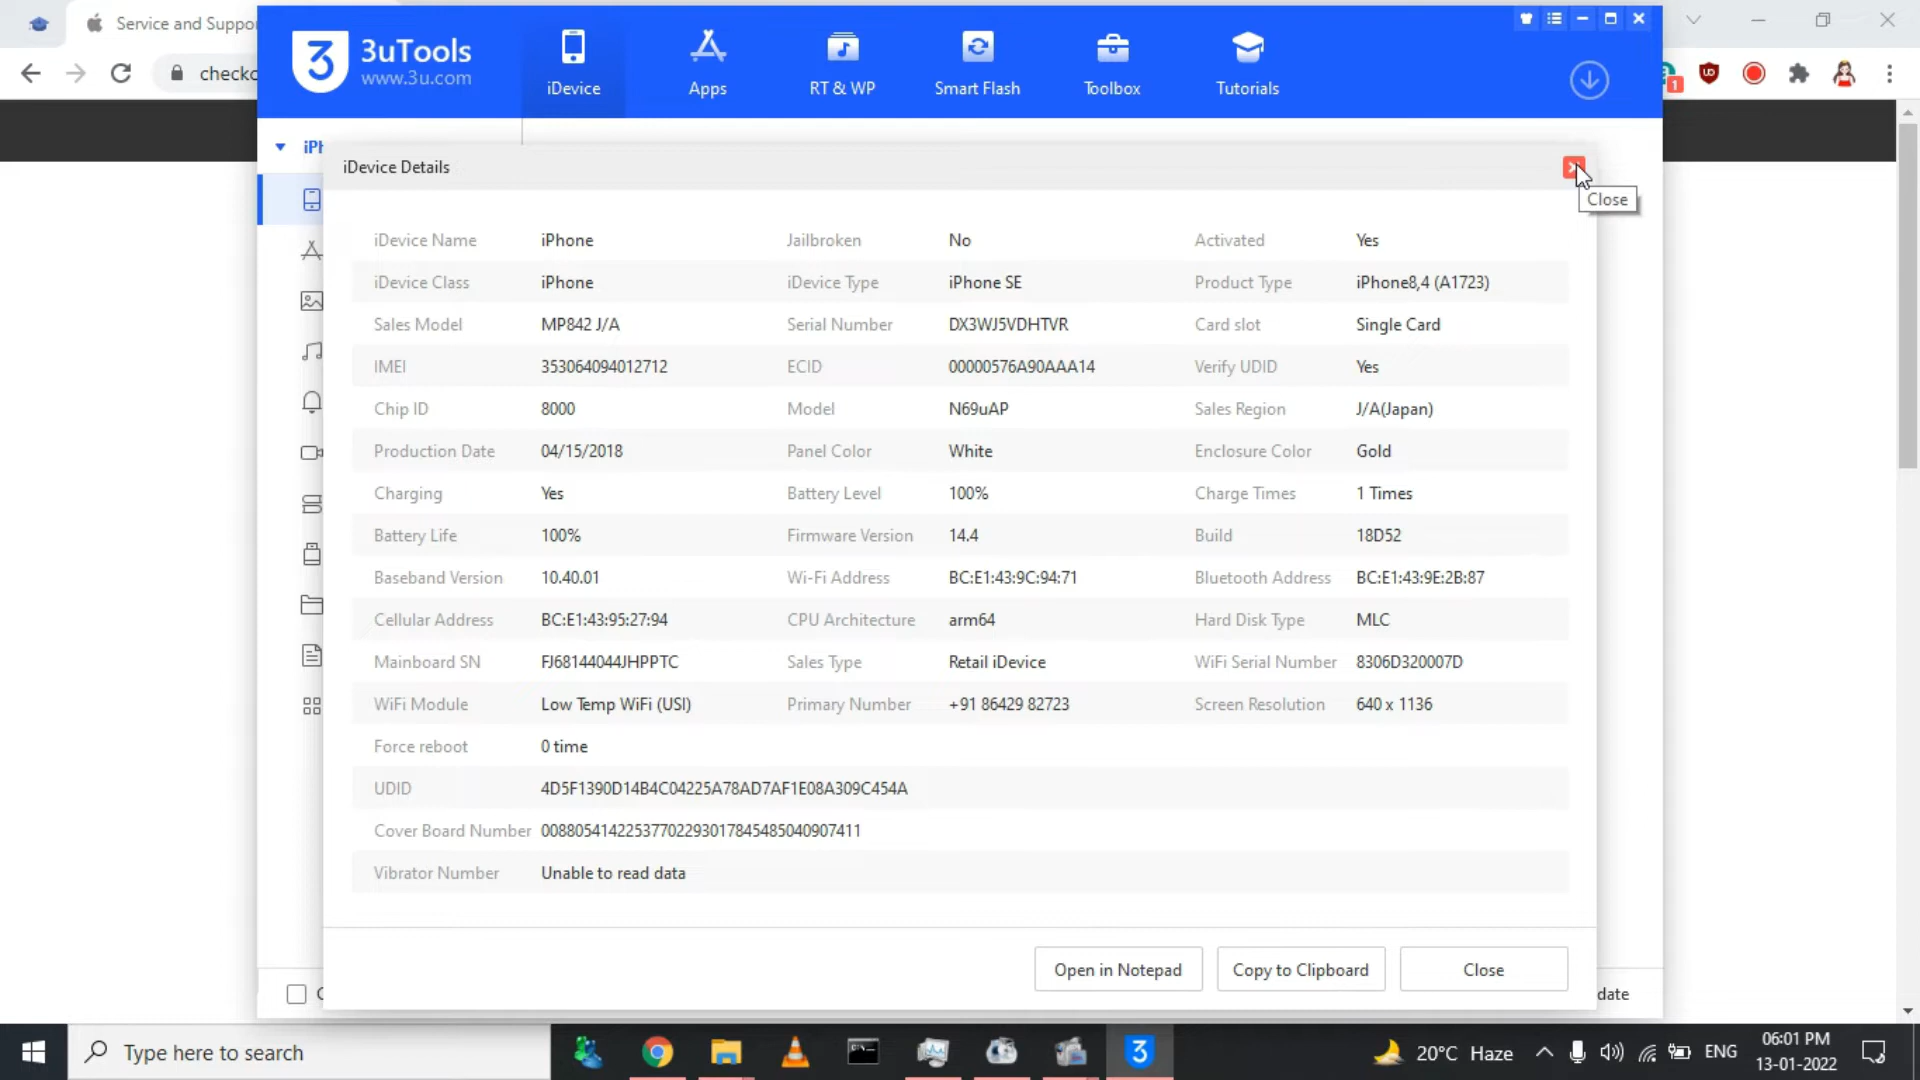 Service and Suppo
checkc
3uTools
www.3u.com
iDevice
Apps
RT & WP
Smart Flash
Toolbox
Tutorials
iPh
iDevice Details
Close
iDevice Name iPhone Jailbroken No Activated Yes
iDevice Class iPhone iDevice Type iPhone SE Product Type iPhone8,4 (A1723)
Sales Model MP842 J/A Serial Number DX3WJ5VDHTVR Card slot Single Card
IMEI 353064094012712 ECID 00000576A90AAA14 Verify UDID Yes
Chip ID 8000 Model N69uAP Sales Region J/A(Japan)
Production Date 04/15/2018 Panel Color White Enclosure Color Gold
Charging Yes Battery Level 100% Charge Times 1 Times
Battery Life 100% Firmware Version 14.4 Build 18D52
Baseband Version 10.40.01 Wi-Fi Address BC:E1:43:9C:94:71 Bluetooth Address BC:E1:43:9E:2B:87
Cellular Address BC:E1:43:95:27:94 CPU Architecture arm64 Hard Disk Type MLC
Mainboard SN FJ68144044JHPPTC Sales Type Retail iDevice WiFi Serial Number 8306D320007D
WiFi Module Low Temp WiFi (USI) Primary Number +91 86429 82723 Screen Resolution 640 x 1136
Force reboot 0 time
UDID 4D5F1390D14B4C04225A78AD7AF1E08A309C454A
Cover Board Number 00880541422537702293017845485040907411
Vibrator Number Unable to read data
Open in Notepad
Copy to Clipboard
Close
date
Type here to search
20°C Haze
ENG
06:01 PM
13-01-2022